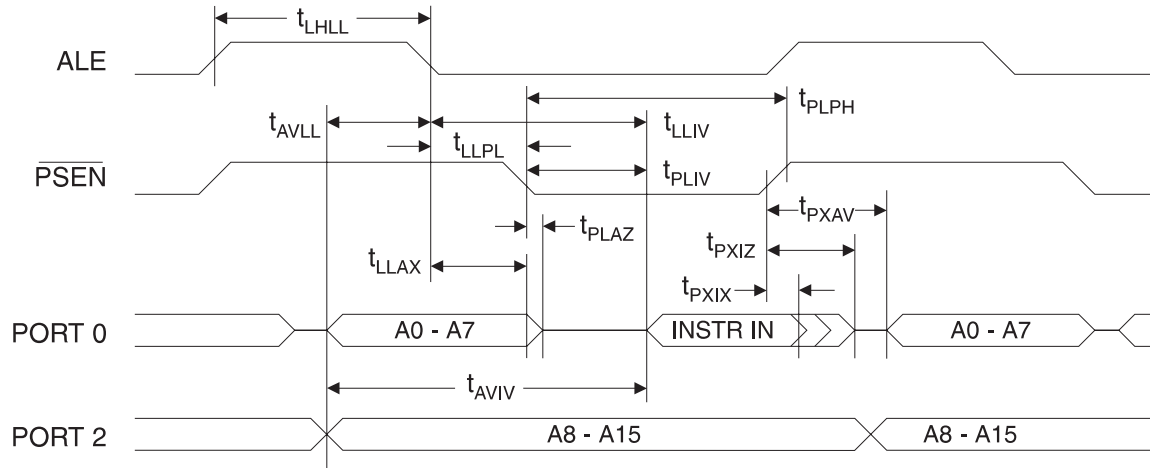 tLHLL
ALE
tPLPH
tAVLL
tLLIV
tLLPL
PSEN
tPLIV
tPXAV
tPLAZ
tPXIZ
tLLAX
tPXIX
PORT 0
A0 - A7
INSTR IN
A0 - A7
tAVIV
PORT 2
A8 - A15
A8 - A15